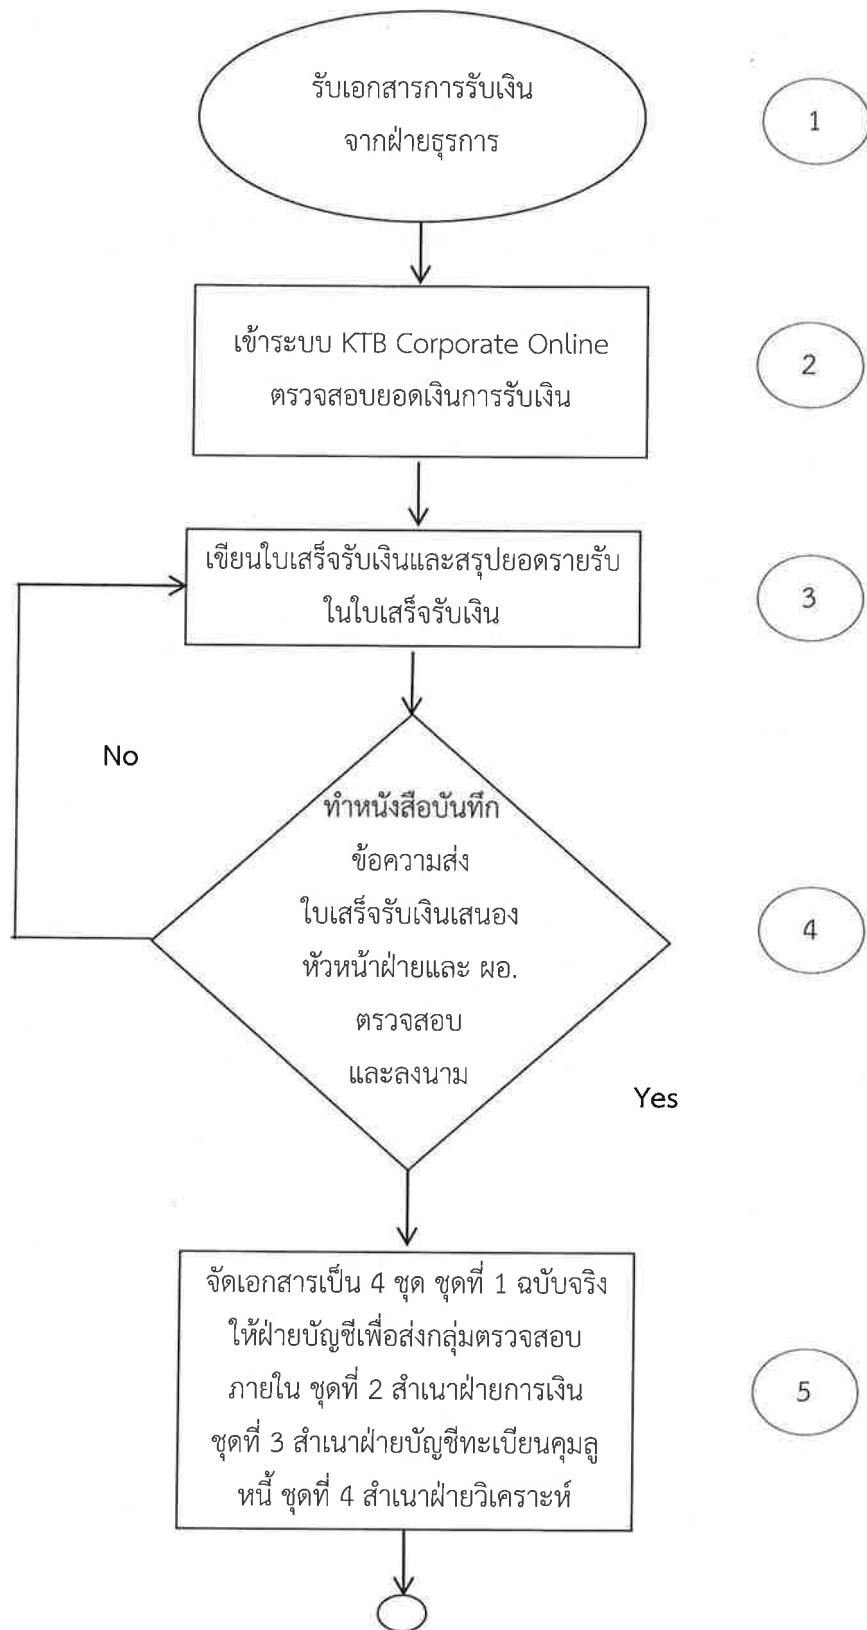 รับเอกสารการรับเงิน
จากฝ่ายธุรการ
1
เข้าระบบ KTB Corporate Online
ตรวจสอบยอดเงินการรับเงิน
2
เขียนใบเสร็จรับเงินและสรุปยอดรายรับ
ในใบเสร็จรับเงิน
3
No
ทำหนังสือบันทึก
ข้อความส่ง
ใบเสร็จรับเงินเสนอง
หัวหน้าฝ่ายและ ผอ.
ตรวจสอบ
และลงนาม
4
Yes
จัดเอกสารเป็น 4 ชุด ชุดที่ 1 ฉบับจริง
ให้ฝ่ายบัญชีเพื่อส่งกลุ่มตรวจสอบ
ภายใน ชุดที่ 2 สำเนาฝ่ายการเงิน
ชุดที่ 3 สำเนาฝ่ายบัญชีทะเบียนคุมลู
หนี้ ชุดที่ 4 สำเนาฝ่ายวิเคราะห์
5